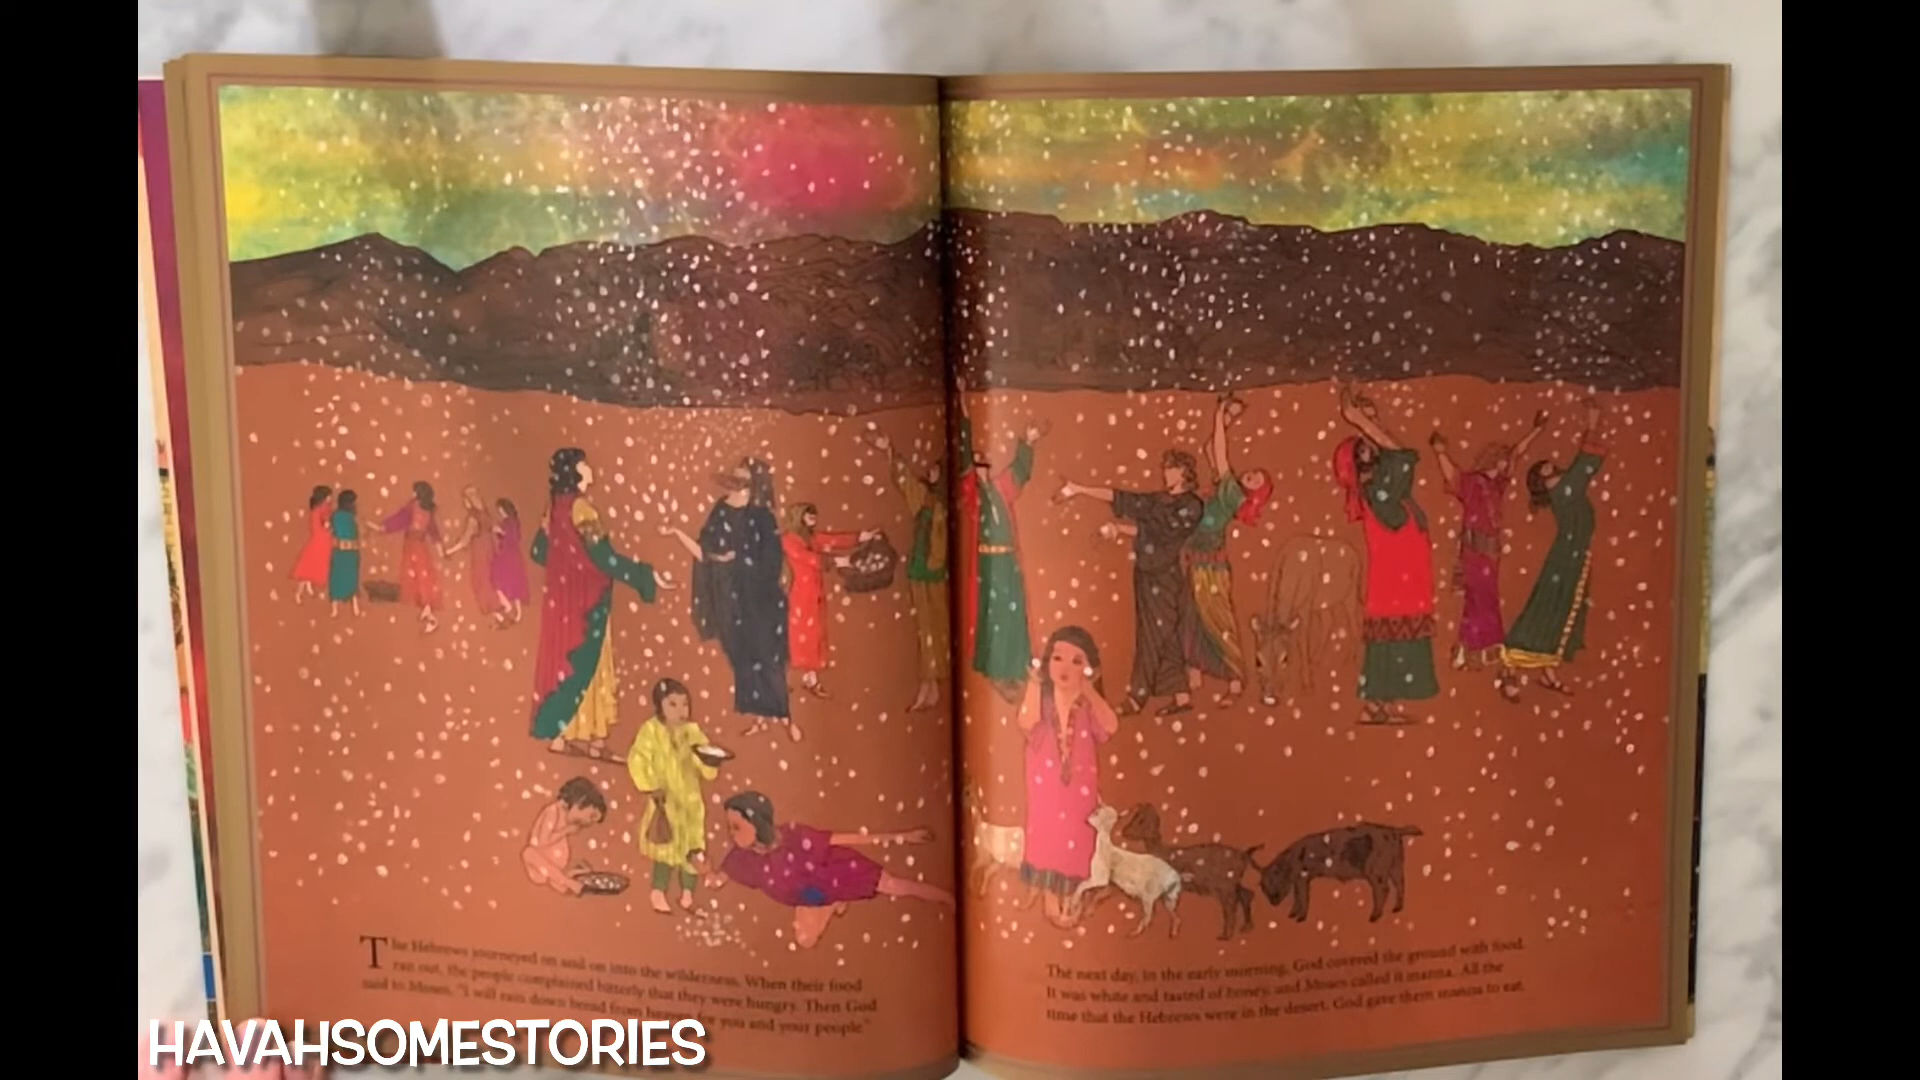 The Hebrews journeyed on and on into the wilderness. When their food
ran out, the people complained bitterly that they were hungry. Then God
said to Moses, "I will rain down bread from heaven for you and your people."
The next day, in the early morning, God covered the ground with food.
It was white and tasted of honey, and Moses called it manna. All the
time that the Hebrews were in the desert, God gave them manna to eat.
HAVAHSOMESTORIES